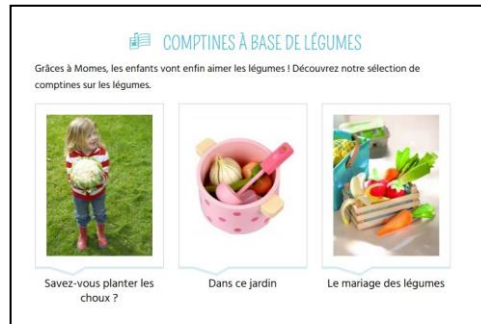 COMPTINES À BASE DE LÉGUMES
Grâces à Momes, les enfants vont enfin aimer les légumes ! Découvrez notre sélection de
comptines sur les légumes.
Savez-vous planter les
choux ?
Dans ce jardin
Le mariage des légumes